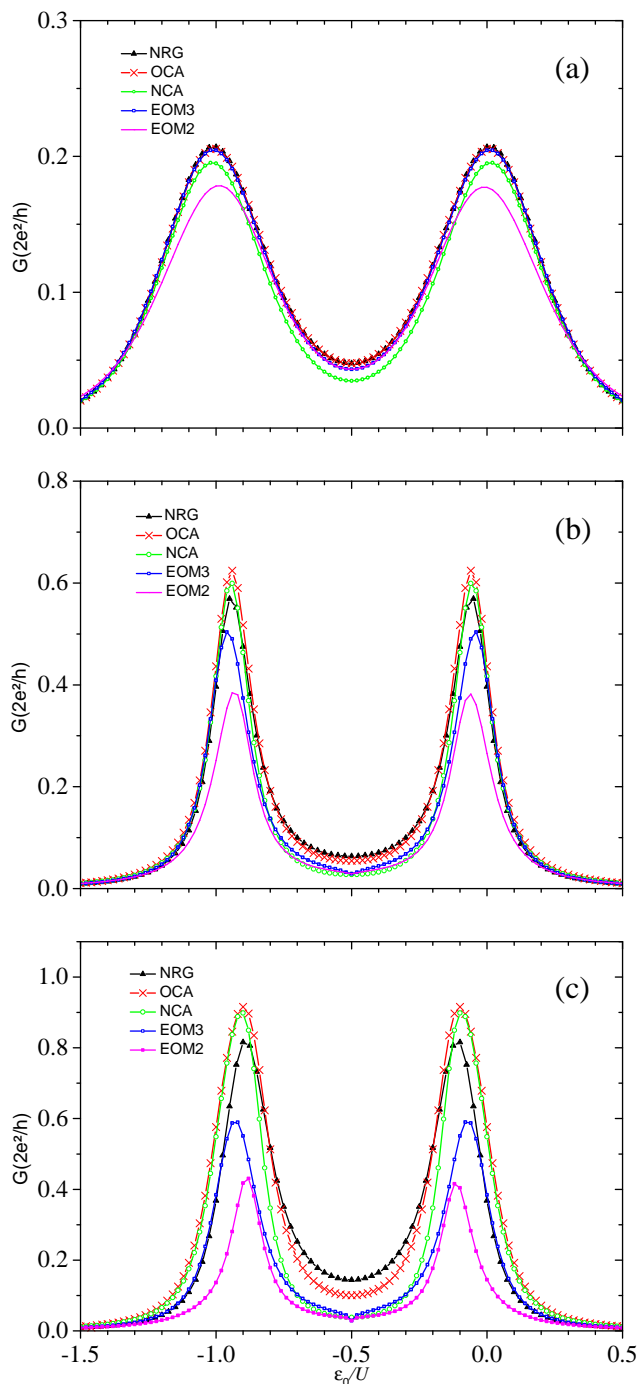 0.3
(a)
NRG
OCA
NCA
EOM3
EOM2
0.2
G(2e²/h)
0.1
0.0
0.8
(b)
NRG
OCA
NCA
EOM3
EOM2
0.6
G(2e²/h)
0.4
0.2
0.0
(c)
NRG
OCA
NCA
EOM3
EOM2
1.0
0.8
G(2e²/h)
0.6
0.4
0.2
0.0
-1.5 -1.0 -0.5 0.0 0.5
ε₀/U